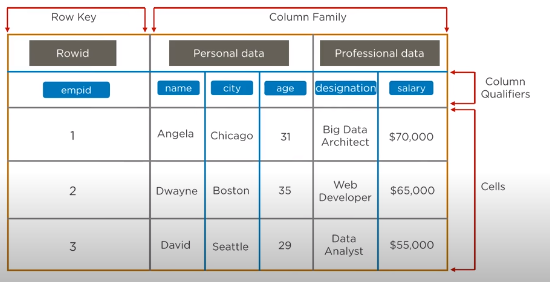 Row Key
Column Family
Rowid
Personal data
Professional data
empid
name
city
age
designation
salary
Column
Qualifiers
1
Angela
Chicago
31
Big Data
Architect
$70,000
2
Dwayne
Boston
35
Web
Developer
$65,000
Cells
3
David
Seattle
29
Data
Analyst
$55,000